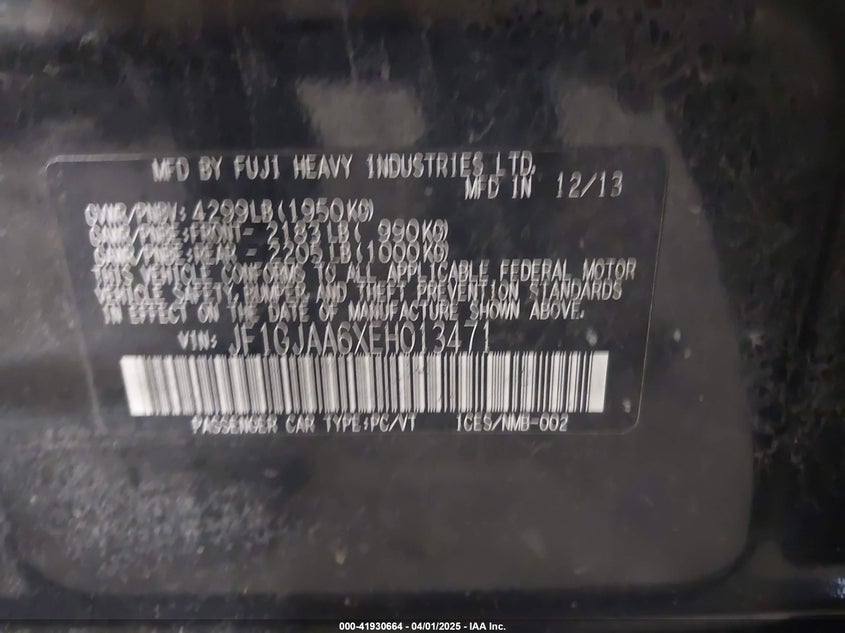 MFD BY FUJI HEAVY INDUSTRIES LTD.
MFD IN 12/13
GVWR/PNBV: 4299LB(1950KG)
GAWR/PNBE:FRONT- 2183LB( 990KG)
GAWR/PNBE:REAR - 2205LB(1000KG)
THIS VEHICLE CONFORMS TO ALL APPLICABLE FEDERAL MOTOR
VEHICLE SAFETY, BUMPER, AND THEFT PREVENTION STANDARDS
IN EFFECT ON THE DATE OF MANUFACTURE SHOWN ABOVE.
VIN: JF1GJAA6XEH013471
PASSENGER CAR TYPE:PC/VT ICES/NMB-002
000-41930664 - 04/01/2025 - IAA Inc.